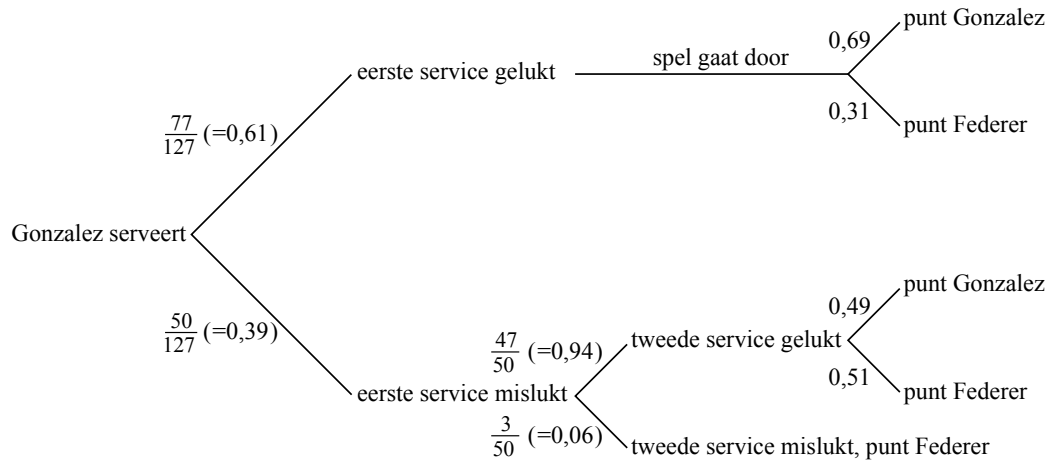 punt Gonzalez
0,69
spel gaat door
eerste service gelukt
0,31
punt Federer
77/127 (=0,61)
Gonzalez serveert
punt Gonzalez
0,49
50/127 (=0,39)
47/50 (=0,94)
tweede service gelukt
0,51
punt Federer
eerste service mislukt
3/50 (=0,06)
tweede service mislukt, punt Federer